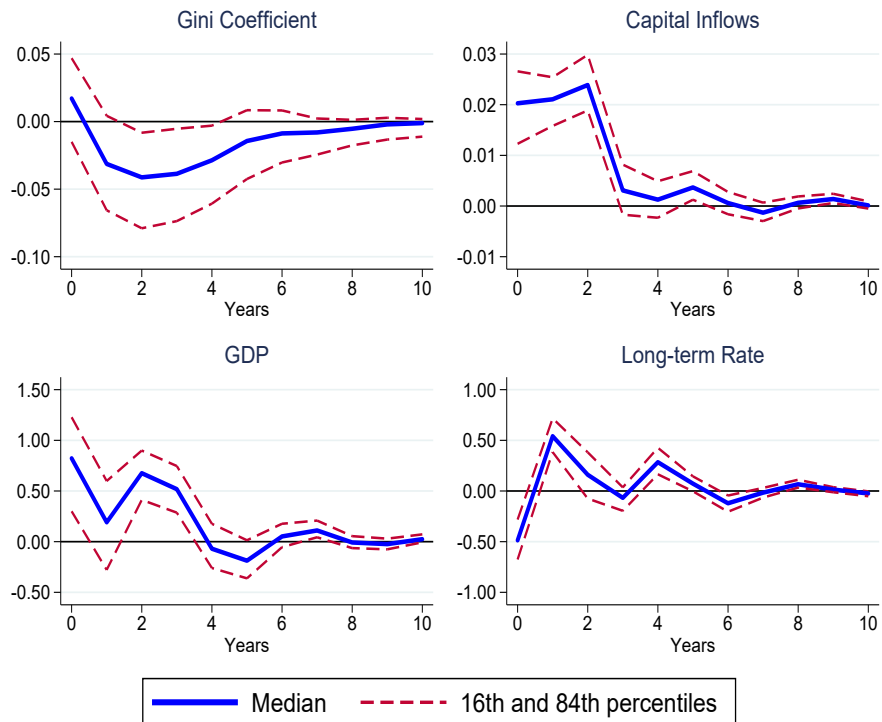 Gini Coefficient
0.05
0.00
-0.05
-0.10
0 2 4 6 8 10
Years
Capital Inflows
0.03
0.02
0.01
0.00
-0.01
0 2 4 6 8 10
Years
GDP
1.50
1.00
0.50
0.00
-0.50
0 2 4 6 8 10
Years
Long-term Rate
1.00
0.50
0.00
-0.50
-1.00
0 2 4 6 8 10
Years
Median 16th and 84th percentiles